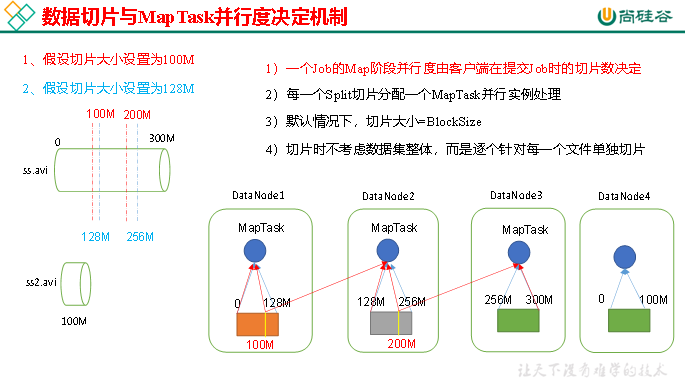 数据切片与MapTask并行度决定机制
尚硅谷
1、假设切片大小设置为100M
2、假设切片大小设置为128M
100M 200M
0 300M
ss.avi
128M 256M
ss2.avi
100M
1）一个Job的Map阶段并行度由客户端在提交Job时的切片数决定
2）每一个Split切片分配一个MapTask并行实例处理
3）默认情况下，切片大小=BlockSize
4）切片时不考虑数据集整体，而是逐个针对每一个文件单独切片
DataNode1 DataNode2 DataNode3 DataNode4
MapTask MapTask MapTask
0 128M 128M 256M 256M 300M 0 100M
100M 200M
让天下没有难学的技术